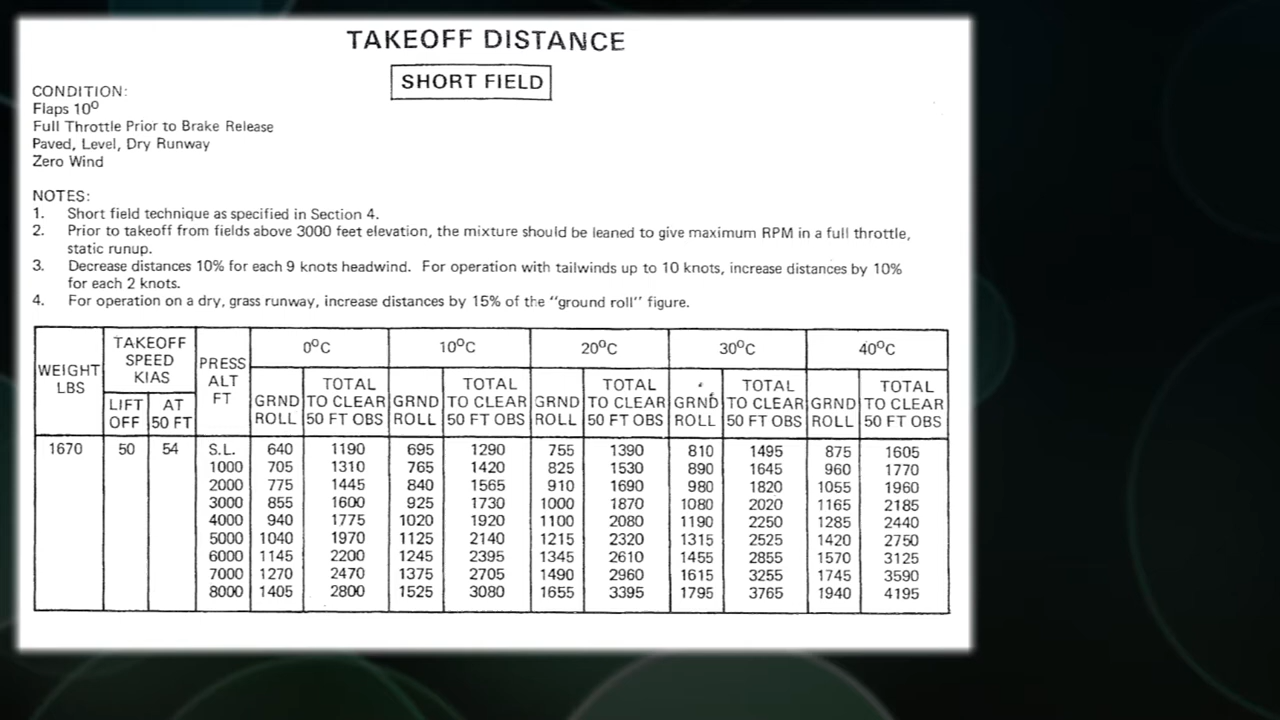 TAKEOFF DISTANCE
SHORT FIELD
CONDITION:
Flaps 10⁰
Full Throttle Prior to Brake Release
Paved, Level, Dry Runway
Zero Wind
NOTES:
1. Short field technique as specified in Section 4.
2. Prior to takeoff from fields above 3000 feet elevation, the mixture should be leaned to give maximum RPM in a full throttle,
static runup.
3. Decrease distances 10% for each 9 knots headwind. For operation with tailwinds up to 10 knots, increase distances by 10%
for each 2 knots.
4. For operation on a dry, grass runway, increase distances by 15% of the “ground roll” figure.
WEIGHT LBS TAKEOFF SPEED KIAS PRESS ALT FT 0⁰C 10⁰C 20⁰C 30⁰C 40⁰C
LIFT OFF AT 50 FT GRND ROLL TOTAL TO CLEAR 50 FT OBS GRND ROLL TOTAL TO CLEAR 50 FT OBS GRND ROLL TOTAL TO CLEAR 50 FT OBS GRND ROLL TOTAL TO CLEAR 50 FT OBS GRND ROLL TOTAL TO CLEAR 50 FT OBS
1670 50 54 S.L. 640 1190 695 1290 755 1390 810 1495 875 1605
1000 705 1310 765 1420 825 1530 890 1645 960 1770
2000 775 1445 840 1565 910 1690 980 1820 1055 1960
3000 855 1600 925 1730 1000 1870 1080 2020 1165 2185
4000 940 1775 1020 1920 1100 2080 1190 2250 1285 2440
5000 1040 1970 1125 2140 1215 2320 1315 2525 1420 2750
6000 1145 2200 1245 2395 1345 2610 1455 2855 1570 3125
7000 1270 2470 1375 2705 1490 2960 1615 3255 1745 3590
8000 1405 2800 1525 3080 1655 3395 1795 3765 1940 4195